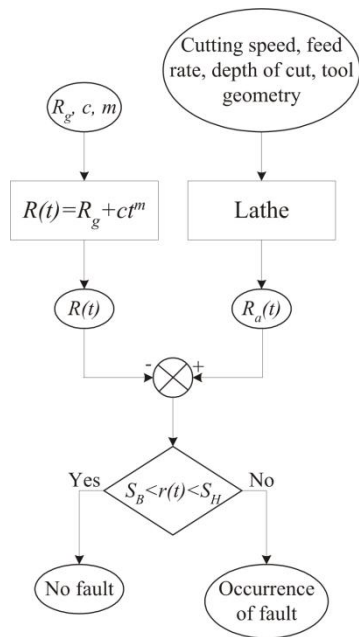 Cutting speed, feed
rate, depth of cut, tool
geometry
R_g, c, m
R(t)=R_g+ct^m
Lathe
R(t)
R_a(t)
- +
Yes
S_B<r(t)<S_H
No
No fault
Occurrence
of fault